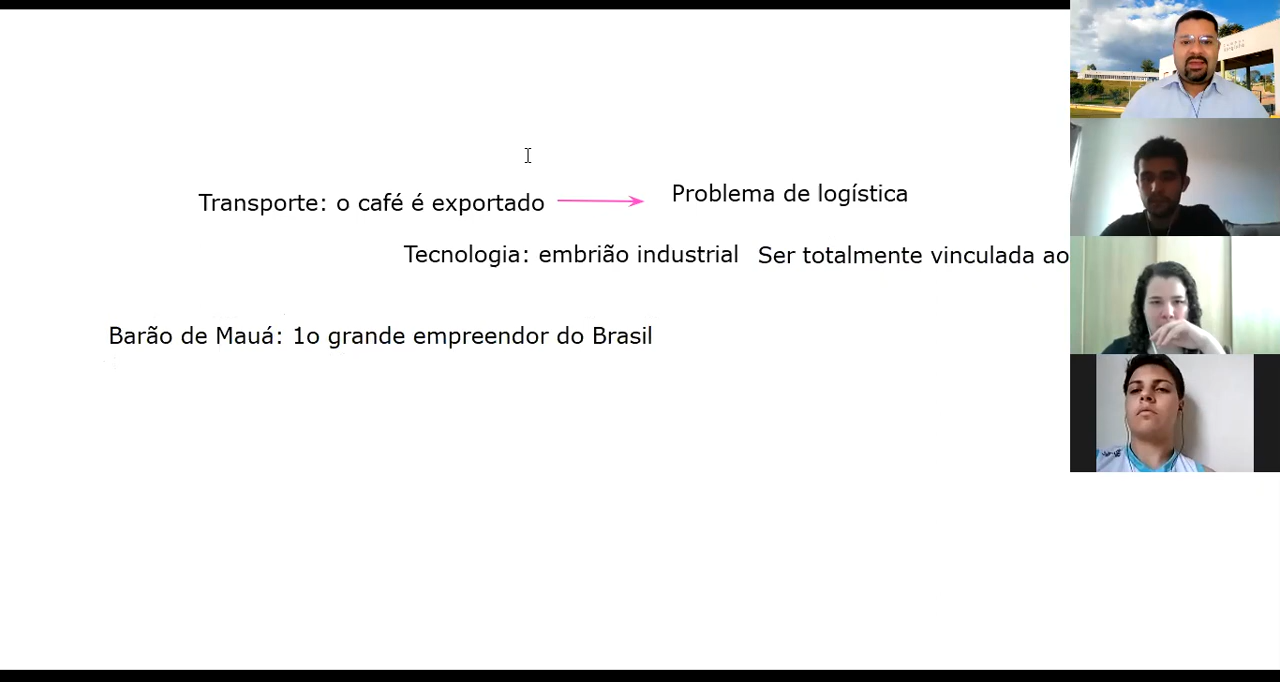 Transporte: o café é exportado
Problema de logística
Tecnologia: embrião industrial
Ser totalmente vinculada ao
Barão de Mauá: 1o grande empreendor do Brasil